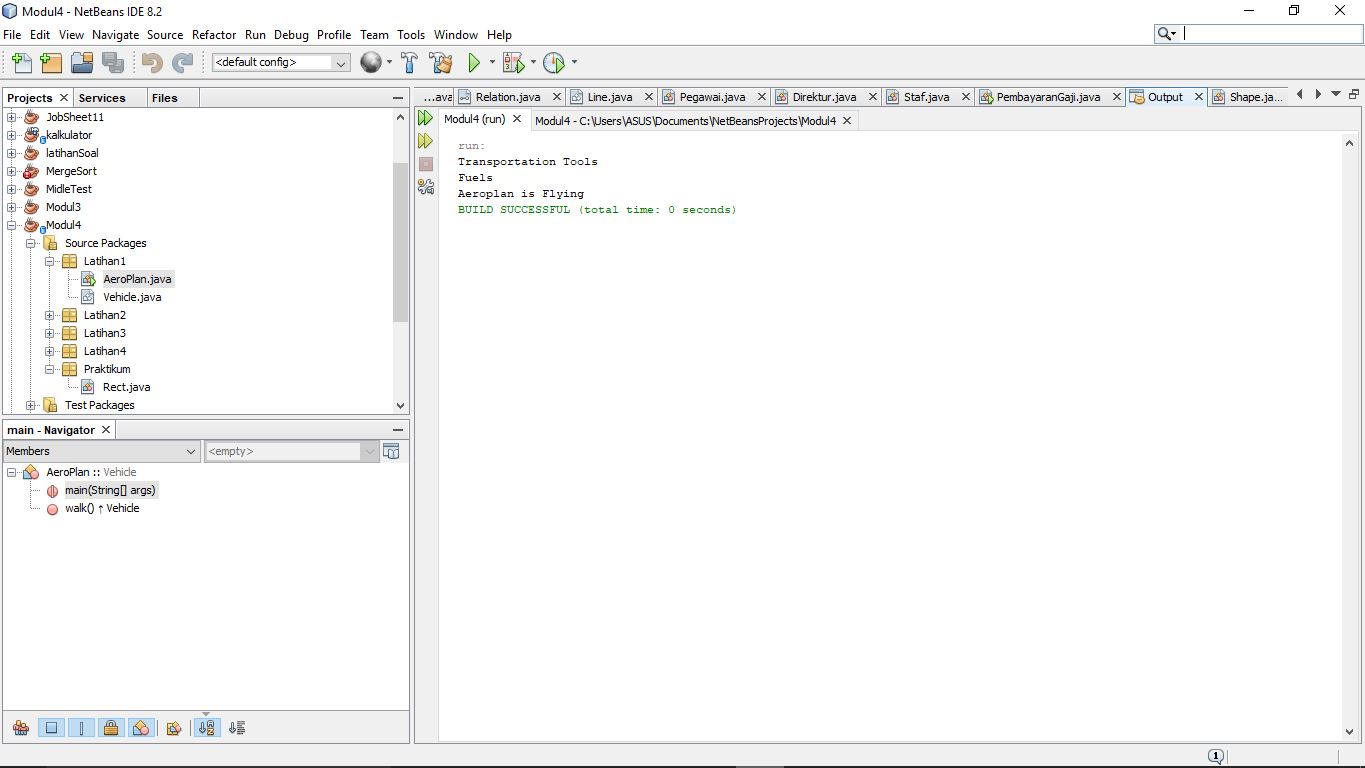 Modul4 - NetBeans IDE 8.2
File Edit View Navigate Source Refactor Run Debug Profile Team Tools Window Help
<default config>
Projects Services Files
JobSheet11
kalkulator
latihanSoal
MergeSort
MidleTest
Modul3
Modul4
Source Packages
Latihan1
AeroPlan.java
Vehicle.java
Latihan2
Latihan3
Latihan4
Praktikum
Rect.java
Test Packages
main - Navigator
Members <empty>
AeroPlan :: Vehicle
main(String[] args)
walk() ↑ Vehicle
...ava Relation.java Line.java Pegawai.java Direktur.java Staf.java PembayaranGaji.java Output Shape.ja...
Modul4 (run) Modul4 - C:\Users\ASUS\Documents\NetBeansProjects\Modul4
run:
Transportation Tools
Fuels
Aeroplan is Flying
BUILD SUCCESSFUL (total time: 0 seconds)
1